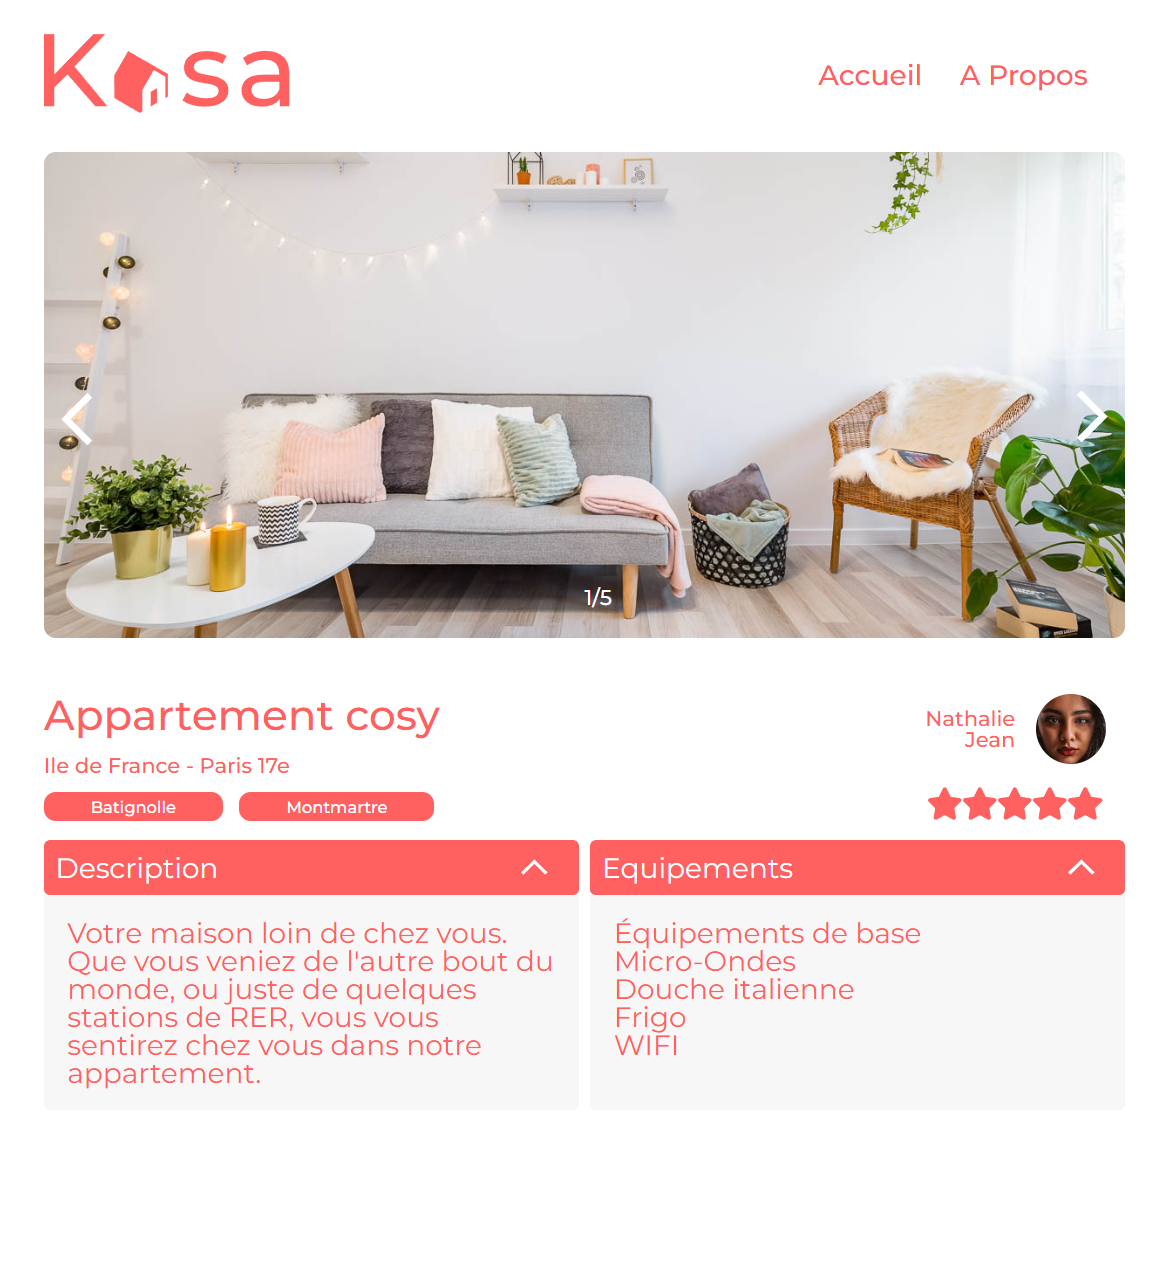 Kasa
Accueil
A Propos
1/5
Appartement cosy
Ile de France - Paris 17e
Batignolle
Montmartre
Nathalie
Jean
Description
Votre maison loin de chez vous.
Que vous veniez de l'autre bout du
monde, ou juste de quelques
stations de RER, vous vous
sentirez chez vous dans notre
appartement.
Equipements
Équipements de base
Micro-Ondes
Douche italienne
Frigo
WIFI